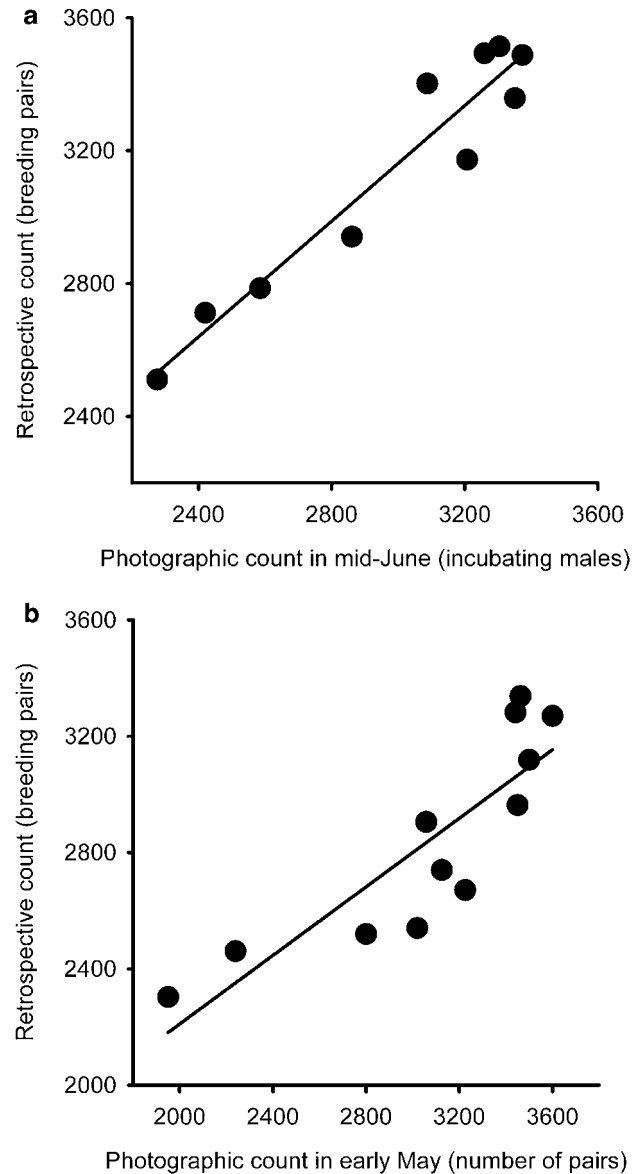 a
3600
3200
2800
2400
Retrospective count (breeding pairs)
2400 2800 3200 3600
Photographic count in mid-June (incubating males)
b
3600
3200
2800
2400
2000
Retrospective count (breeding pairs)
2000 2400 2800 3200 3600
Photographic count in early May (number of pairs)